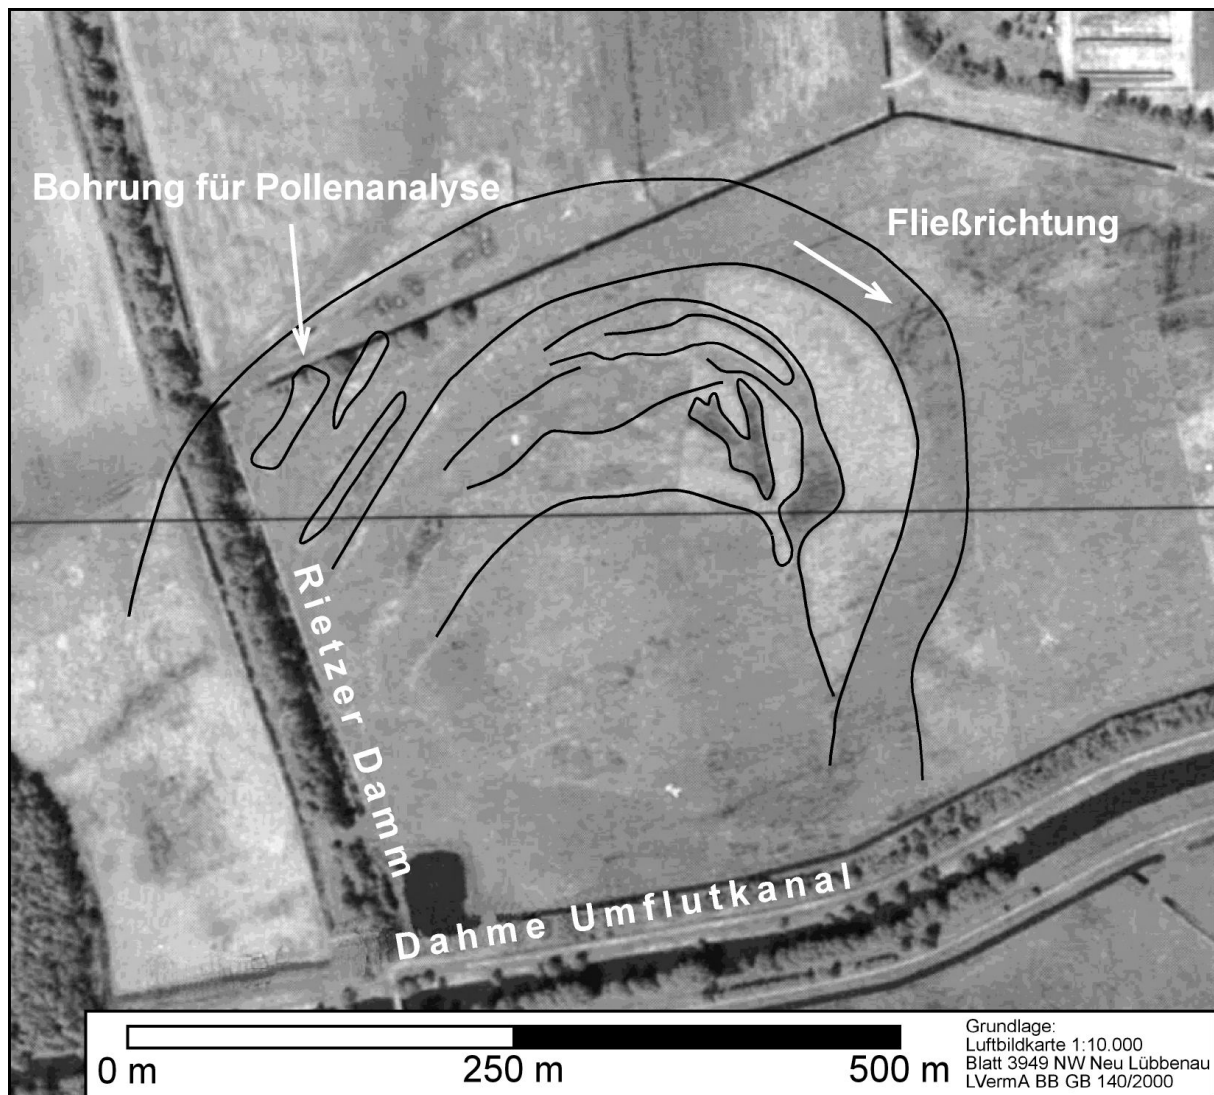 Bohrung für Pollenanalyse
Fließrichtung
Rietzer Damm
Dahme Umflutkanal
0 m
250 m
500 m
Grundlage:
Luftbildkarte 1:10.000
Blatt 3949 NW Neu Lübbenau
LVermA BB GB 140/2000